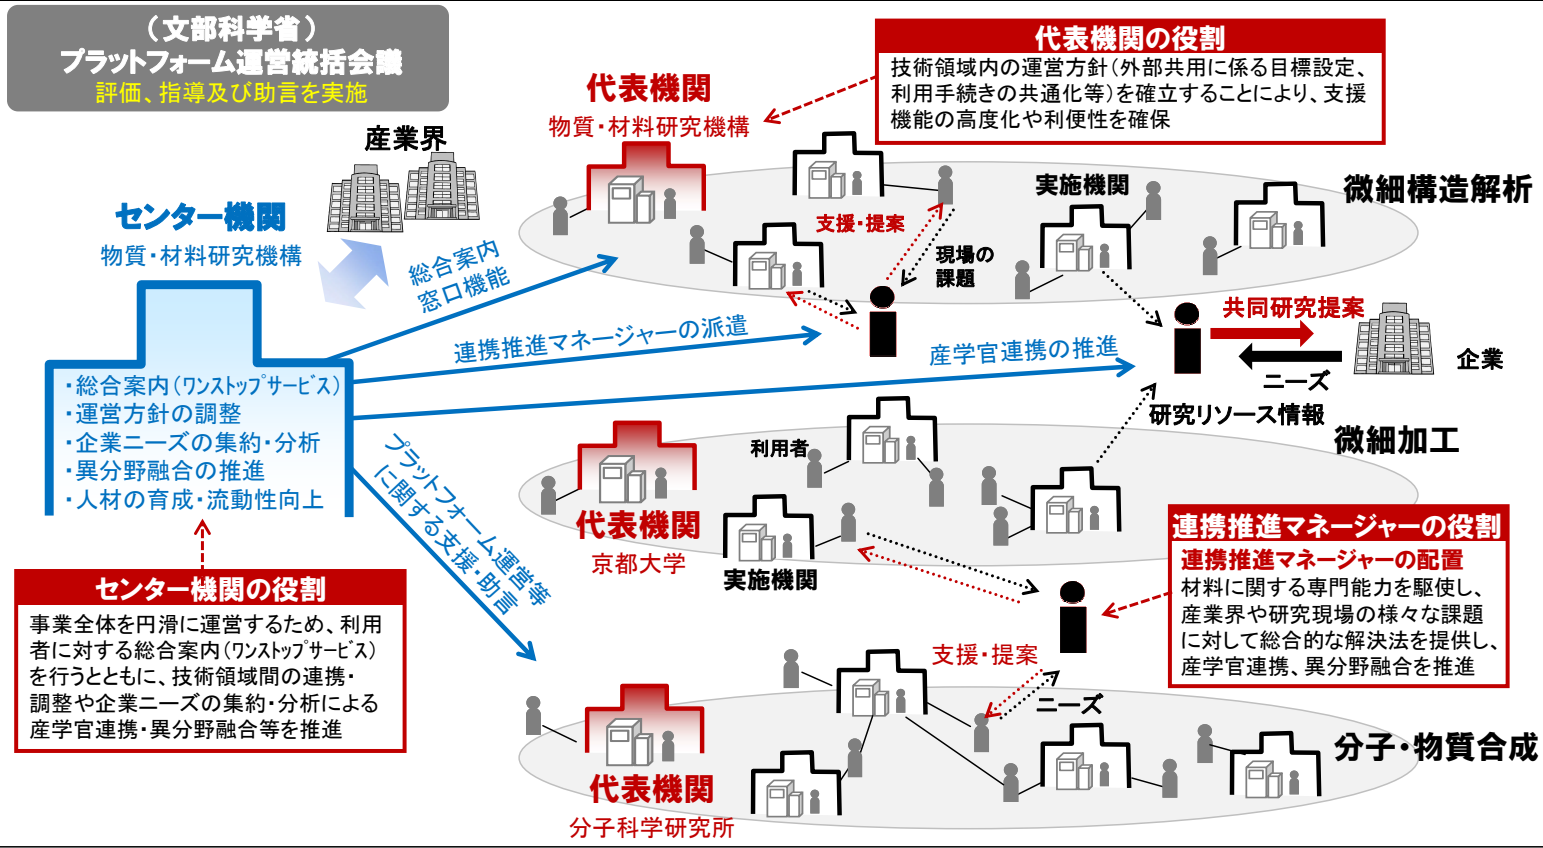 （文部科学省）
プラットフォーム運営統括会議
評価、指導及び助言を実施
産業界
センター機関
物質・材料研究機構
・総合案内（ワンストップサービス）
・運営方針の調整
・企業ニーズの集約・分析
・異分野融合の推進
・人材の育成・流動性向上
センター機関の役割
事業全体を円滑に運営するため、利用
者に対する総合案内（ワンストップサービス）
を行うとともに、技術領域間の連携・
調整や企業ニーズの集約・分析による
産学官連携・異分野融合等を推進
総合案内
窓口機能
連携推進マネージャーの派遣
産学官連携の推進
プラットフォーム運営等
に関する支援・助言
代表機関
物質・材料研究機構
代表機関の役割
技術領域内の運営方針（外部共用に係る目標設定、
利用手続きの共通化等）を確立することにより、支援
機能の高度化や利便性を確保
微細構造解析
実施機関
支援・提案
現場の
課題
共同研究提案
ニーズ
企業
研究リソース情報
微細加工
利用者
代表機関
京都大学
実施機関
連携推進マネージャーの役割
連携推進マネージャーの配置
材料に関する専門能力を駆使し、
産業界や研究現場の様々な課題
に対して総合的な解決法を提供し、
産学官連携、異分野融合を推進
支援・提案
ニーズ
分子・物質合成
代表機関
分子科学研究所